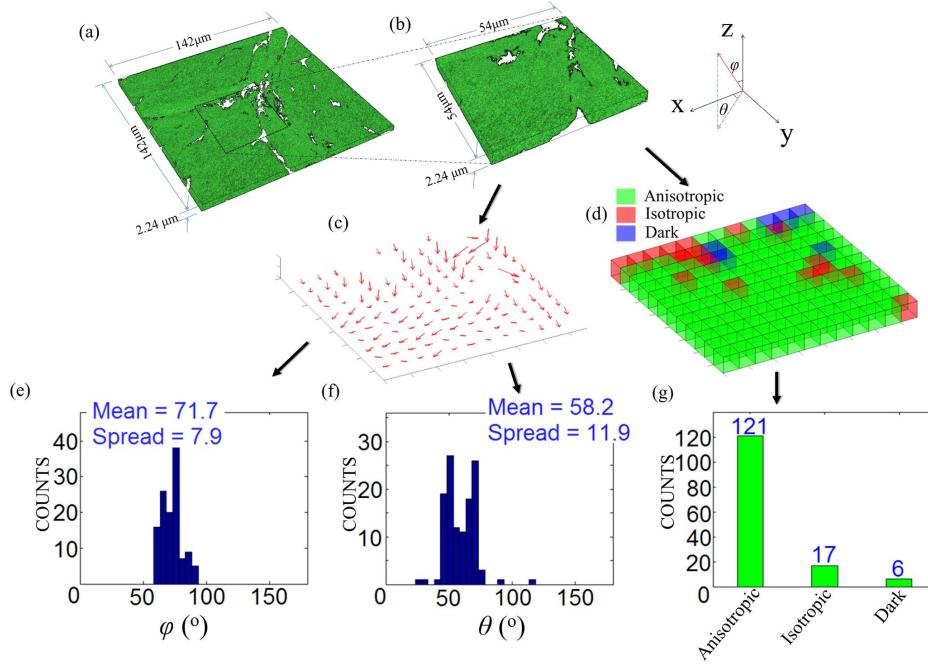 (a)
142μm
142μm
2.24 μm
(b)
54μm
54μm
2.24 μm
z
φ
x
θ
y
(c)
Anisotropic
Isotropic
Dark
(d)
(e)
Mean = 71.7
Spread = 7.9
COUNTS
40
30
20
10
0
50
100
150
φ (°)
(f)
Mean = 58.2
Spread = 11.9
COUNTS
30
20
10
0
50
100
150
θ (°)
(g)
COUNTS
120
100
80
60
40
20
0
121
17
6
Anisotropic
Isotropic
Dark